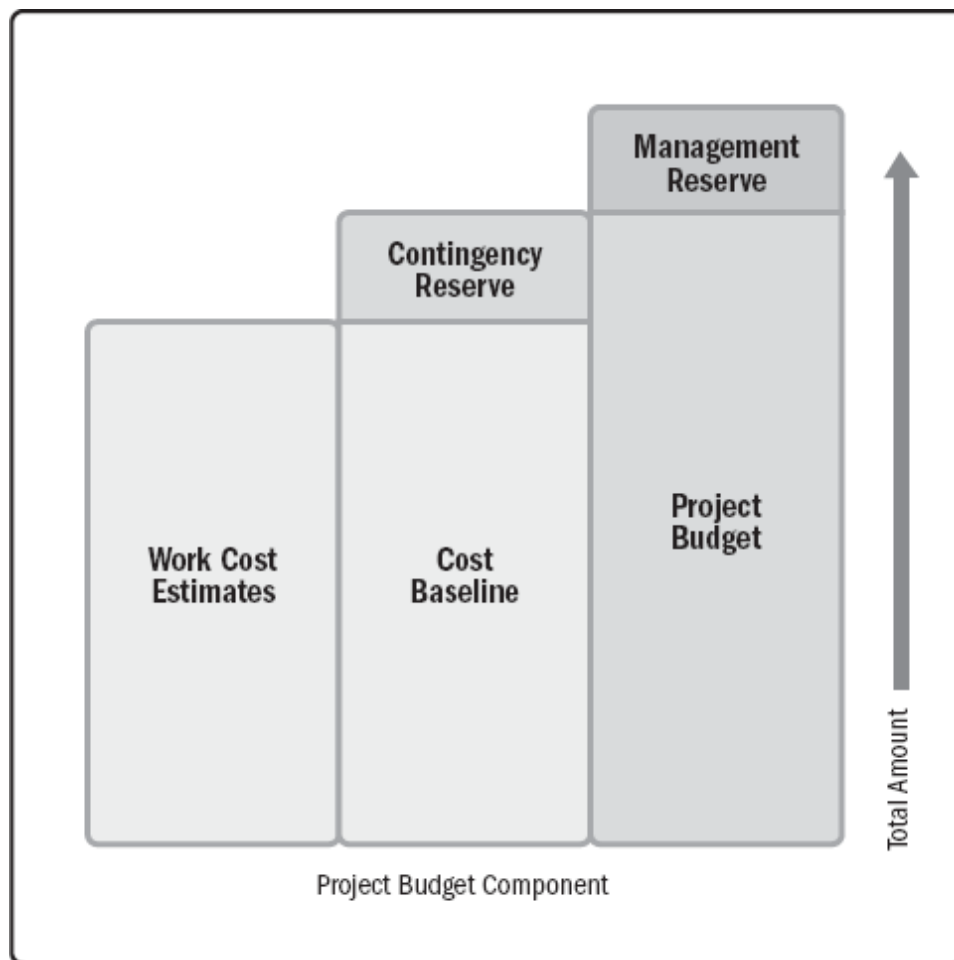 Management
Reserve
Contingency
Reserve
Work Cost
Estimates
Cost
Baseline
Project
Budget
Total Amount
Project Budget Component